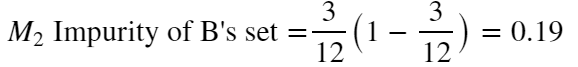 M₂ Impurity of B's set = 3/12 (1 − 3/12) = 0.19